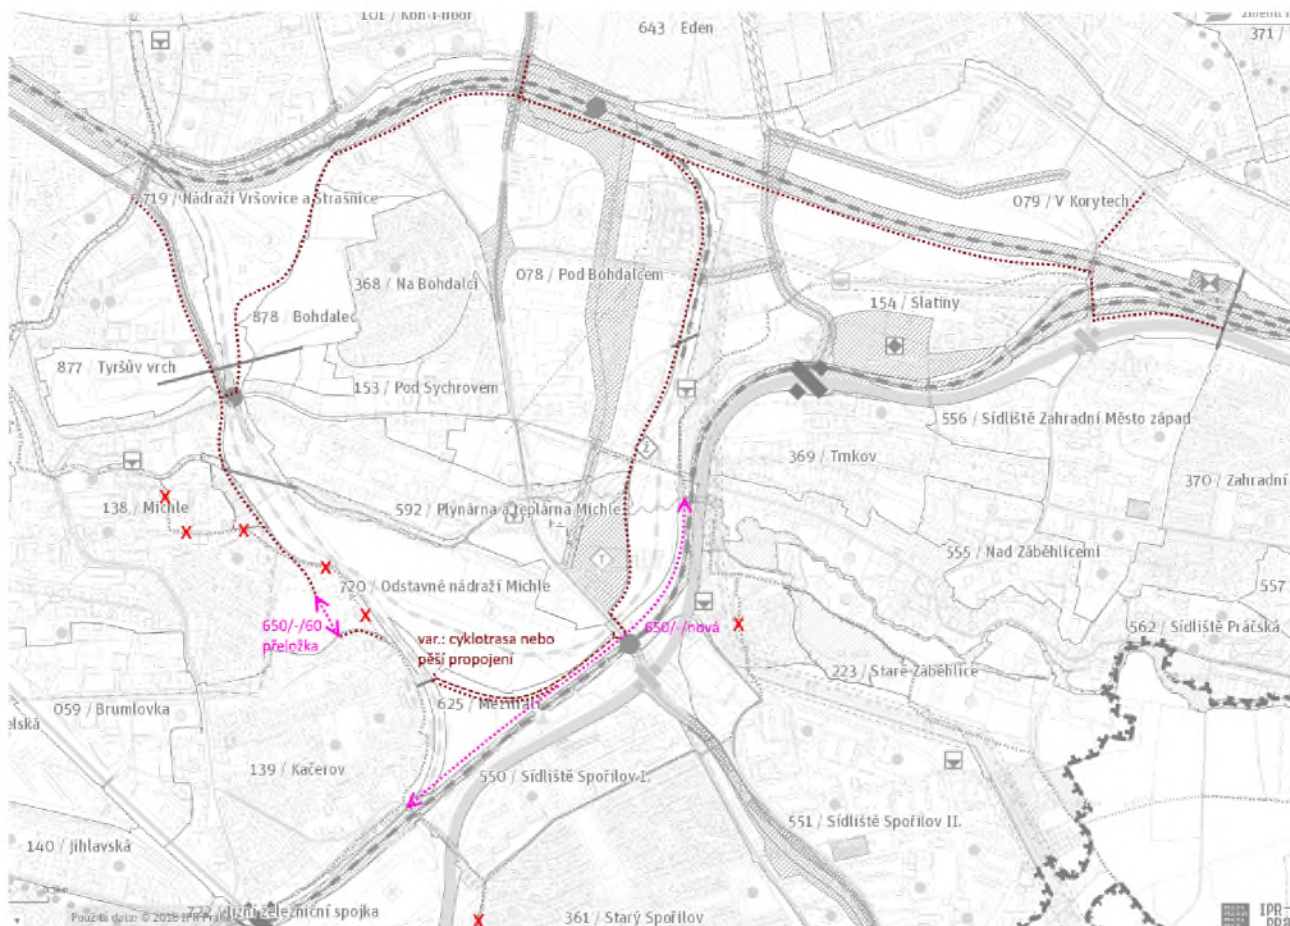 101 / Koh-i-noor
643 / Eden
371 /
719 / Nádraží Vršovice a Strašnice
079 / V Korytech
368 / Na Bohdalci
078 / Pod Bohdalcem
154 / Slatiny
878 / Bohdalec
877 / Tyršův vrch
153 / Pod Sychrovem
556 / Sídliště Zahradní Město západ
369 / Trnkov
370 / Zahradní
138 / Michle
592 / Plynárna a teplárna Michle
555 / Nad Záběhlicemi
557
720 / Odstavné nádraží Michle
650/-/60
přeložka
var.: cyklotrasa nebo
pěší propojení
650/-/nová
562 / Sídliště Práčská
223 / Staré Záběhlice
059 / Brumlovka
625 / Mezitratí
elská
139 / Kačerov
550 / Sídliště Spořilov I.
551 / Sídliště Spořilov II.
140 / Jihlavská
Použitá data: © 2018 IPR
Jižní železniční spojka
361 / Starý Spořilov
IPR